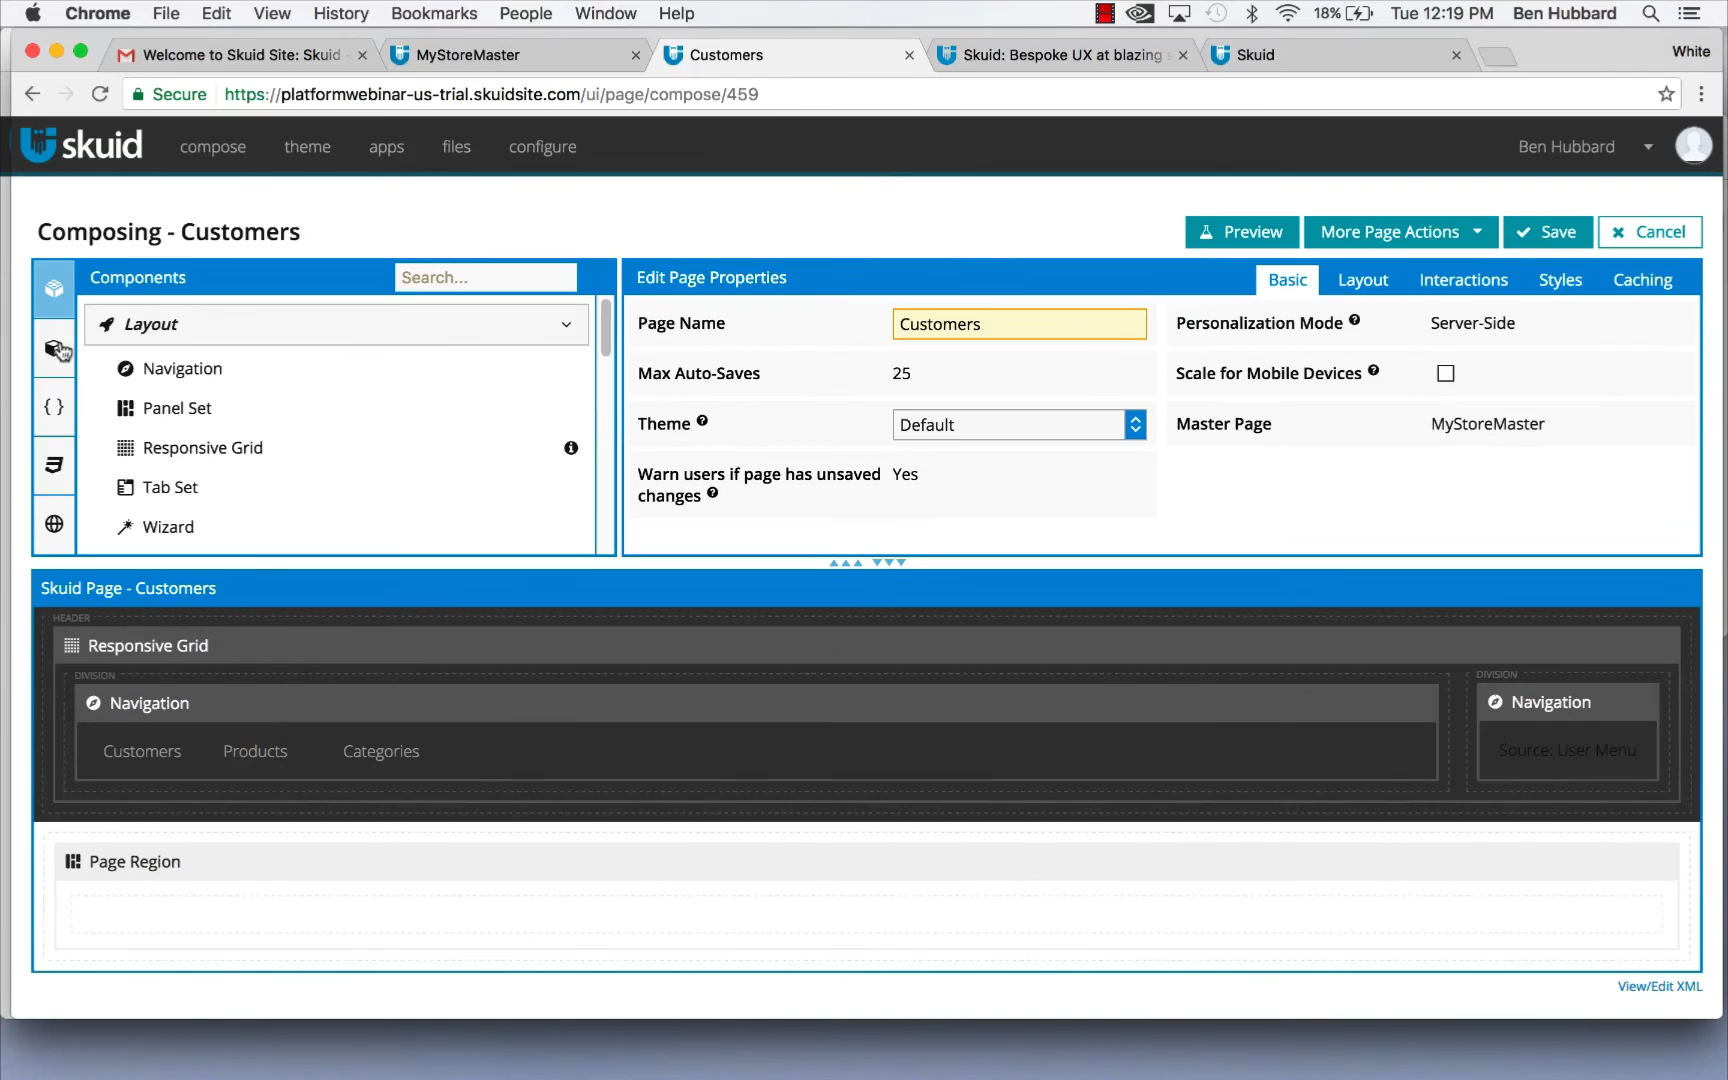 Chrome File Edit View History Bookmarks People Window Help 18% Tue 12:19 PM Ben Hubbard
Welcome to Skuid Site: Skuid MyStoreMaster Customers Skuid: Bespoke UX at blazing s Skuid White
Secure https://platformwebinar-us-trial.skuidsite.com/ui/page/compose/459
skuid compose theme apps files configure Ben Hubbard
Composing - Customers Preview More Page Actions Save Cancel
Components Search... Edit Page Properties Basic Layout Interactions Styles Caching
Layout
Navigation
Panel Set
Responsive Grid
Tab Set
Wizard
{ }
Page Name Customers Personalization Mode Server-Side
Max Auto-Saves 25 Scale for Mobile Devices
Theme Default Master Page MyStoreMaster
Warn users if page has unsaved Yes
changes
Skuid Page - Customers
HEADER
Responsive Grid
DIVISION DIVISION
Navigation Navigation
Customers Products Categories Source: User Menu
Page Region
View/Edit XML